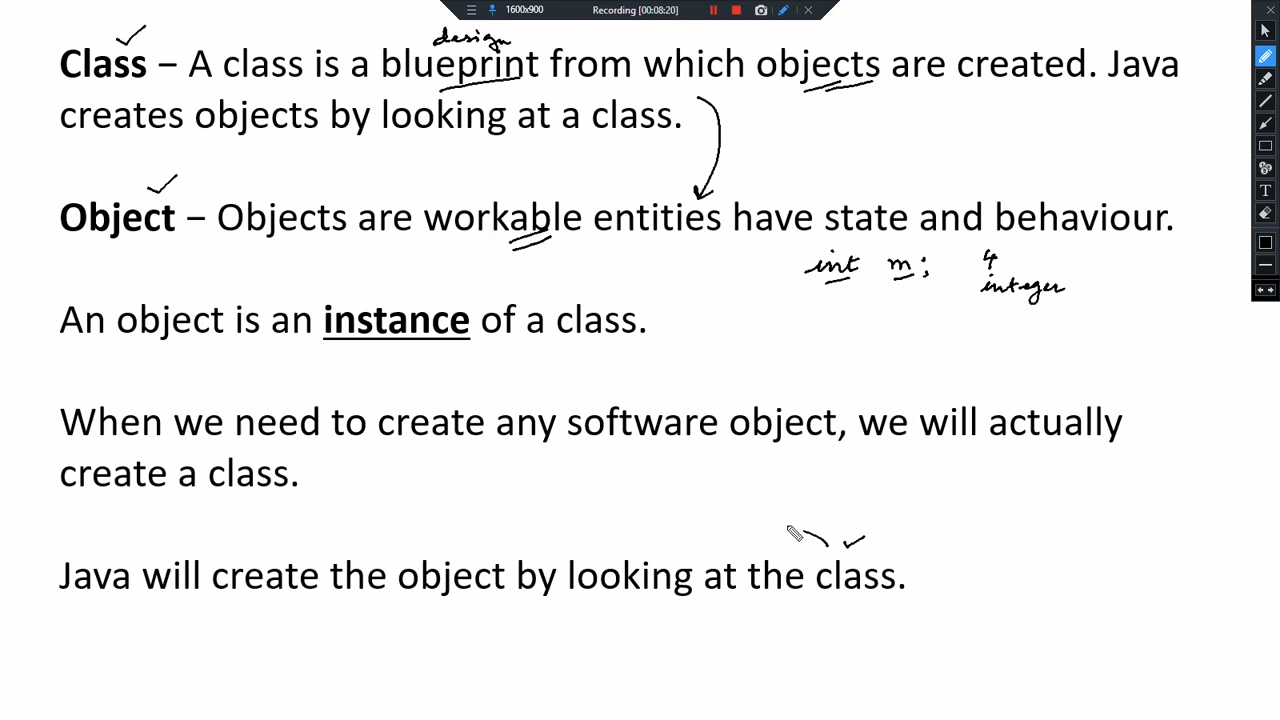 1600x900 Recording [00:08:20]
design
Class – A class is a blueprint from which objects are created. Java
creates objects by looking at a class.
Object – Objects are workable entities have state and behaviour.
int m;
integer
An object is an instance of a class.
When we need to create any software object, we will actually
create a class.
Java will create the object by looking at the class.